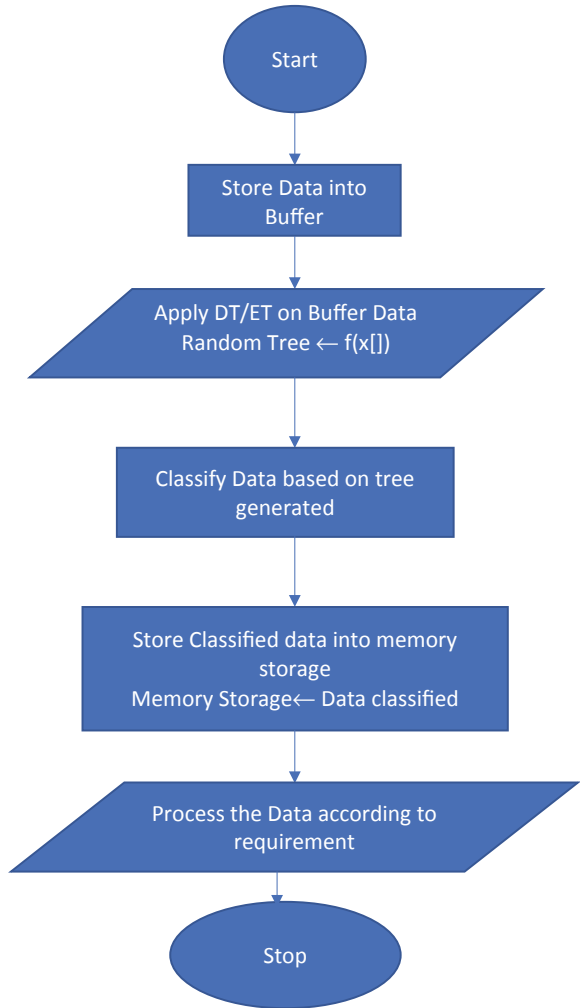 Start
Store Data into
Buffer
Apply DT/ET on Buffer Data
Random Tree ← f(x[])
Classify Data based on tree
generated
Store Classified data into memory
storage
Memory Storage← Data classified
Process the Data according to
requirement
Stop